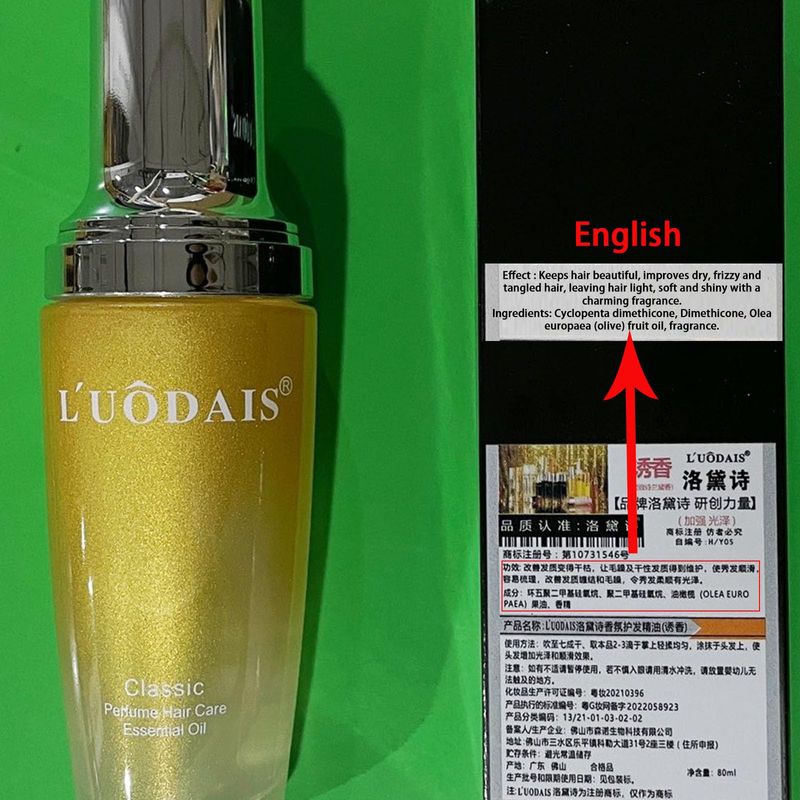 L'UÔDAIS®
Classic
Perfume Hair Care
Essential Oil
English
Effect : Keeps hair beautiful, improves dry, frizzy and
tangled hair, leaving hair light, soft and shiny with a
charming fragrance.
Ingredients: Cyclopenta dimethicone, Dimethicone, Olea
europaea (olive) fruit oil, fragrance.
L'UÔDAIS®
诱香
洛黛诗
【品牌洛黛诗 研创力量】
(加强光泽)
品质认准:洛黛诗
商标注册 仿者必究
自编号:H/Y05
商标注册号: 第10731546号
功效: 改善发质变得干枯, 让毛躁及干性发质得到维护, 使秀发顺滑,
容易梳理, 改善发质缠结和毛躁, 令秀发柔顺有光泽。
成分: 环五聚二甲基硅氧烷、聚二甲基硅氧烷、油橄榄 (OLEA EURO
PAEA) 果油、香精
产品名称:L'UODAIS洛黛诗香氛护发精油(诱香)
使用方法: 吹至七成干、取本品2-3滴于掌上轻揉均匀, 涂抹于头发上, 使
头发增加光泽和顺滑效果。
注意: 如有不适请暂停使用, 若不慎入眼请用清水冲洗, 请放置婴幼儿无
法触及的地方。
化妆品生产许可证编号: 粤妆20210396
产品执行的标准编号: 粤G妆网备字2022058923
产品分类编码: 13/21-01-03-02-02
备案人/生产企业: 佛山市森诺生物科技有限公司
地址:佛山市三水区乐平镇科勒大道31号2座三楼 (住所申报)
贮存条件: 避光常温储存
产地: 广东 佛山 合格品
生产批号和限期使用日期: 见包装标。
净含量: 80ml
注: L'UODAIS 洛黛诗为注册商标, 仅作为商标